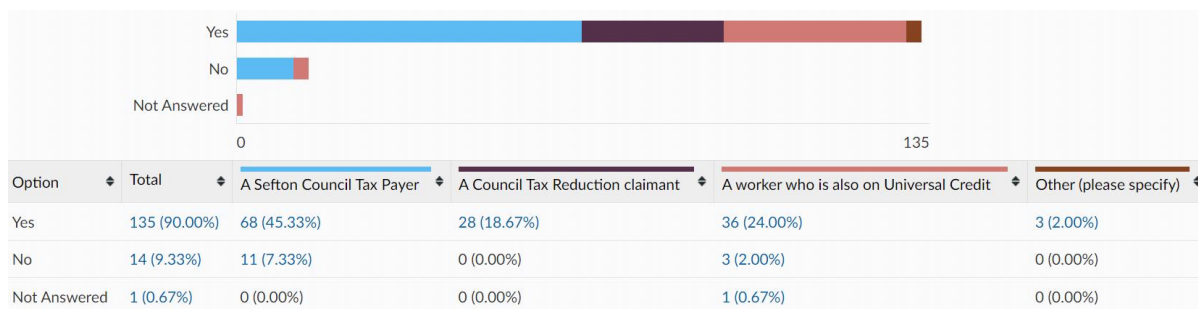 Yes
No
Not Answered
0 135
Option Total A Sefton Council Tax Payer A Council Tax Reduction claimant A worker who is also on Universal Credit Other (please specify)
Yes 135 (90.00%) 68 (45.33%) 28 (18.67%) 36 (24.00%) 3 (2.00%)
No 14 (9.33%) 11 (7.33%) 0 (0.00%) 3 (2.00%) 0 (0.00%)
Not Answered 1 (0.67%) 0 (0.00%) 0 (0.00%) 1 (0.67%) 0 (0.00%)